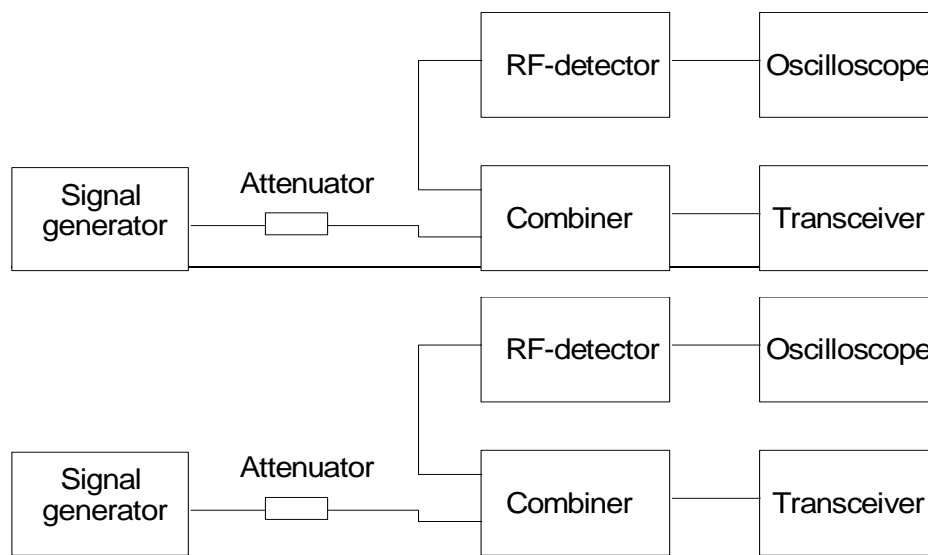 RF-detector
Oscilloscope
Signal
generator
Attenuator
Combiner
Transceiver
RF-detector
Oscilloscope
Signal
generator
Attenuator
Combiner
Transceiver